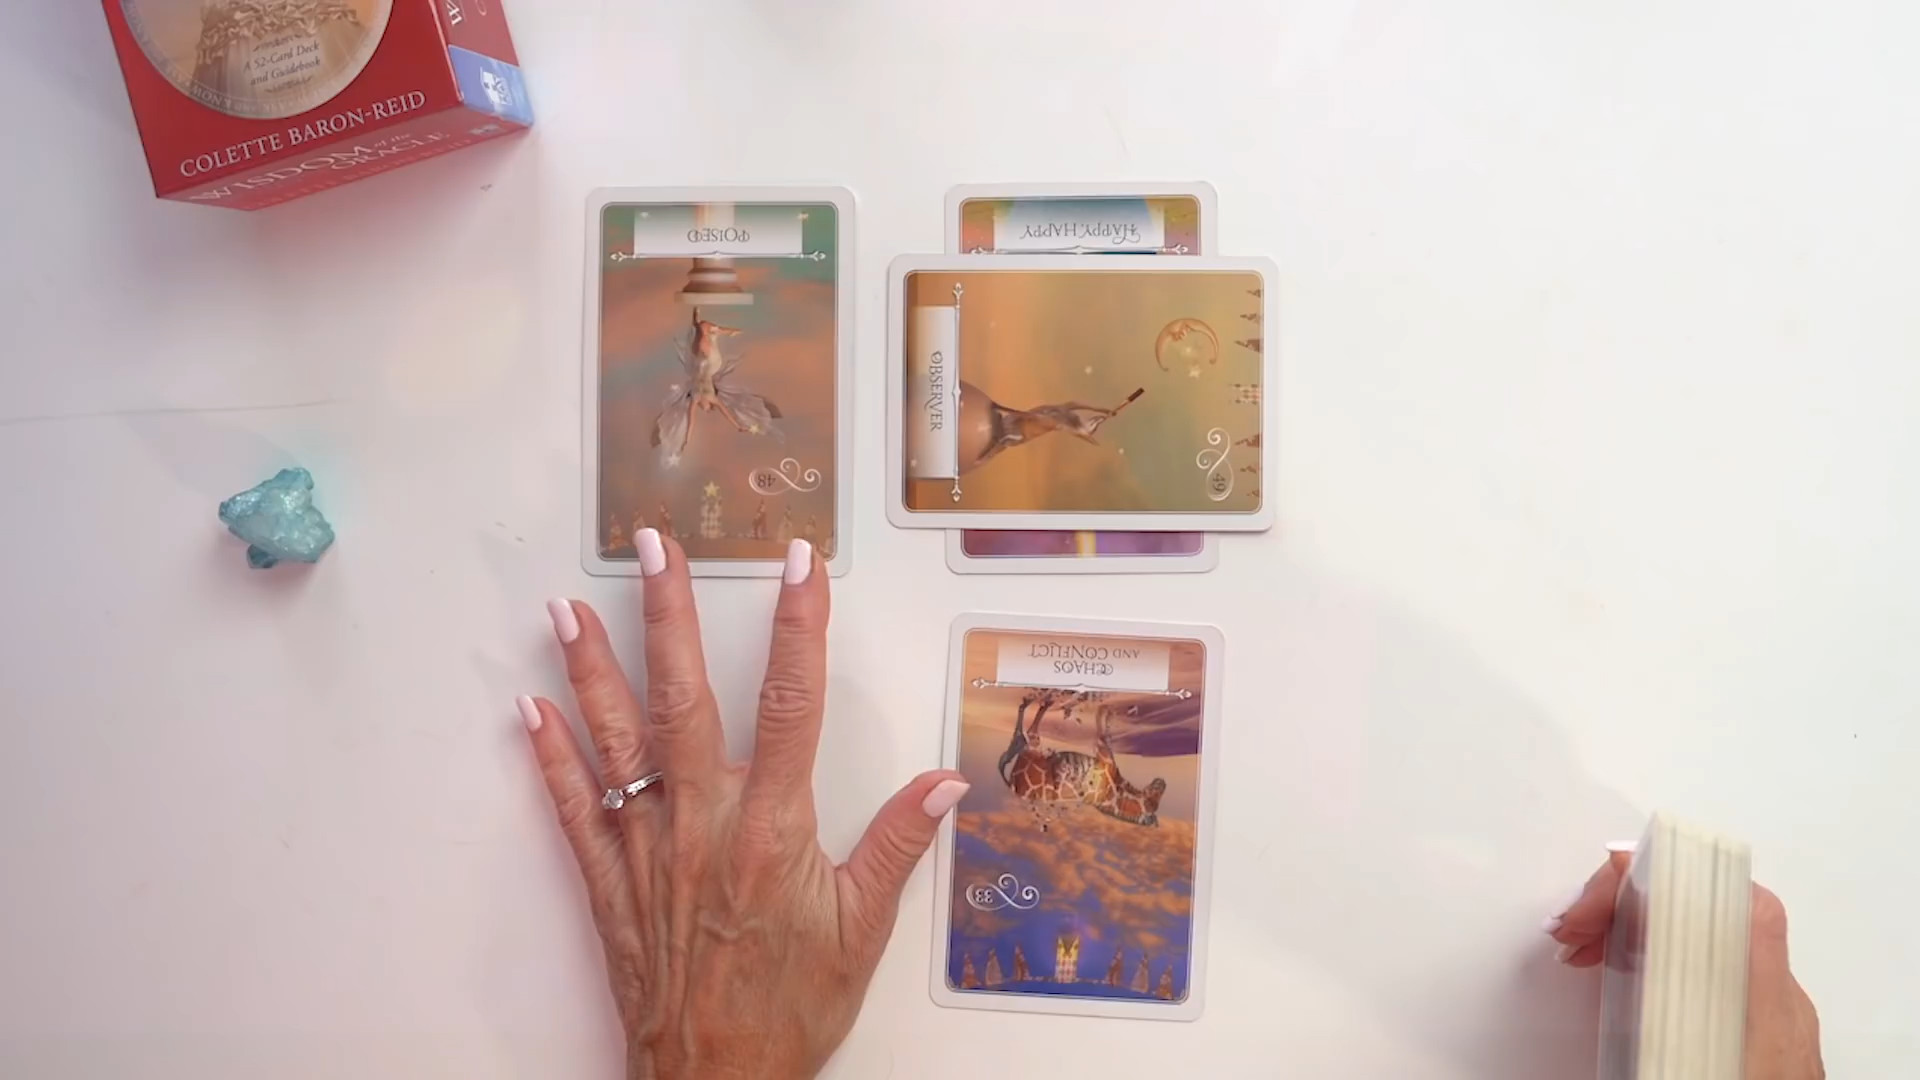 A 52-Card Deck
and Guidebook
COLETTE BARON-REID
WISDOM of the
ORACLE
POISED
48
HAPPY, HAPPY
OBSERVER
49
CHAOS
AND CONFLICT
33